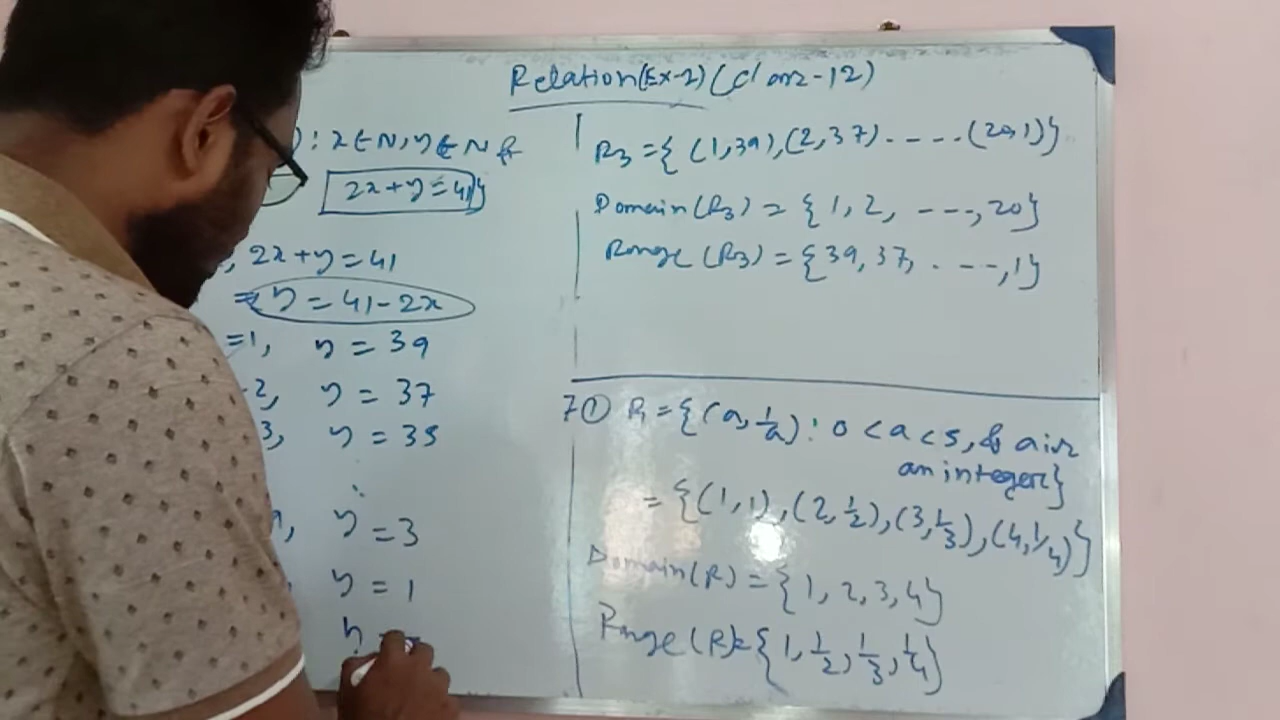 Relation(Ex-2) (Class-12)
): x∈N, y∈N &
2x+y=41}
, 2x+y=41
⇒ y = 41-2x
=1, y = 39
2, y = 37
3, y = 35
:
, y = 3
, y = 1
y =
R₃ = { (1,39), (2,37) ..... (20,1)}
Domain(R₃) = {1, 2, ----, 20}
Range (R₃) = {39, 37, . ---, 1}
7 ① R = {(a, 1/a) : 0 < a < 5, & a is
an integer}
= {(1,1), (2, 1/2), (3, 1/3), (4, 1/4)}
Domain(R) = {1, 2, 3, 4}
Range(R) = {1, 1/2, 1/3, 1/4}